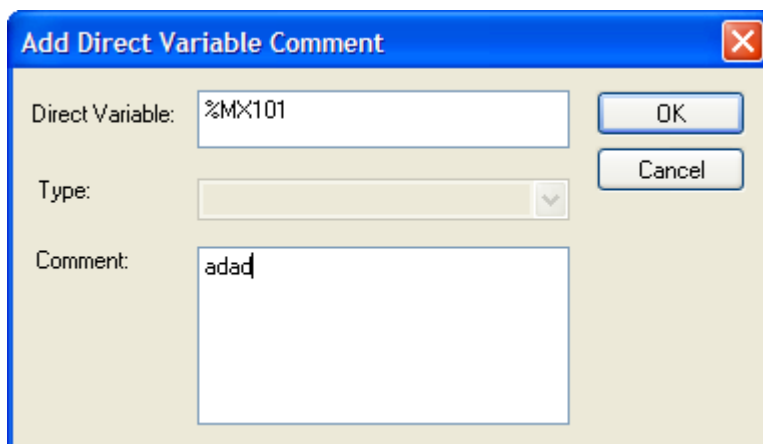 Add Direct Variable Comment
Direct Variable: %MX101 OK
Cancel
Type:
Comment: adad